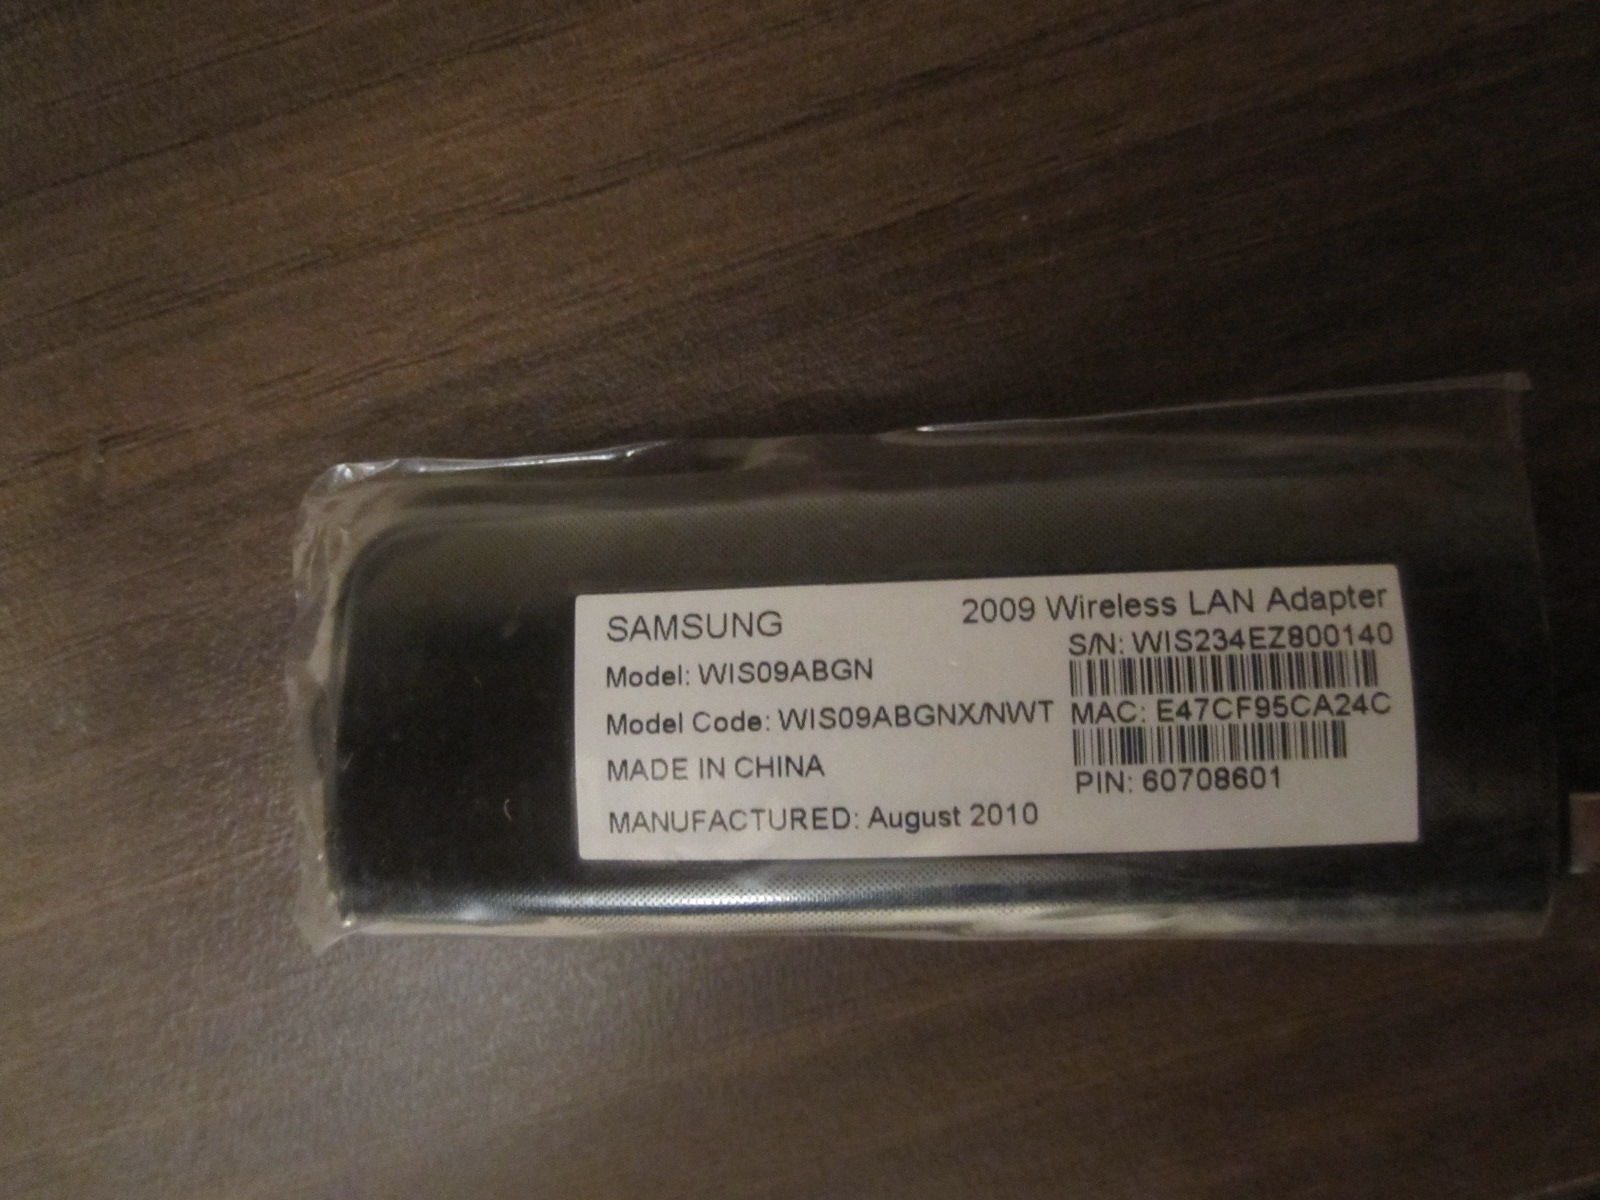 SAMSUNG
2009 Wireless LAN Adapter
S/N: WIS234EZ800140
Model: WIS09ABGN
Model Code: WIS09ABGNX/NWT
MAC: E47CF95CA24C
MADE IN CHINA
PIN: 60708601
MANUFACTURED: August 2010